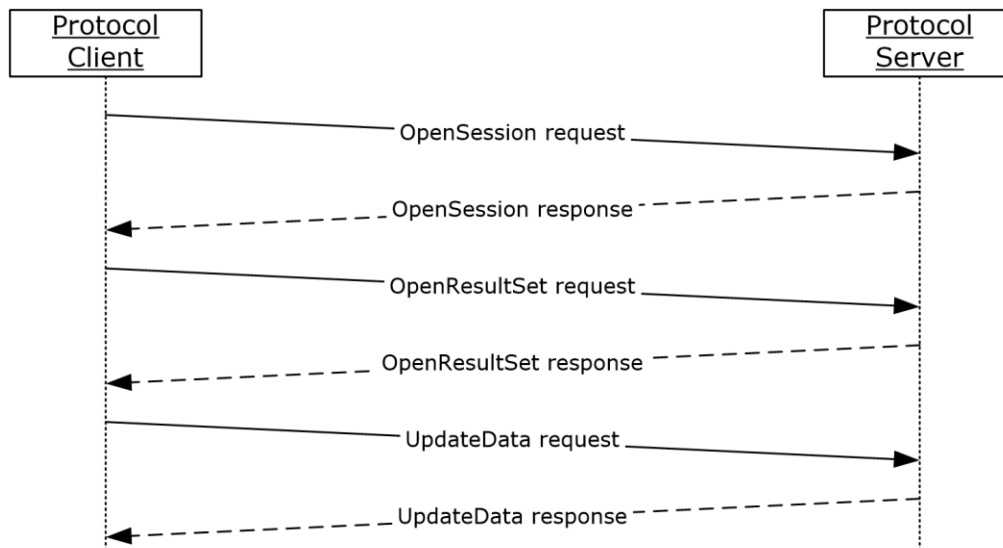 Protocol
Client
Protocol
Server
OpenSession request
OpenSession response
OpenResultSet request
OpenResultSet response
UpdateData request
UpdateData response